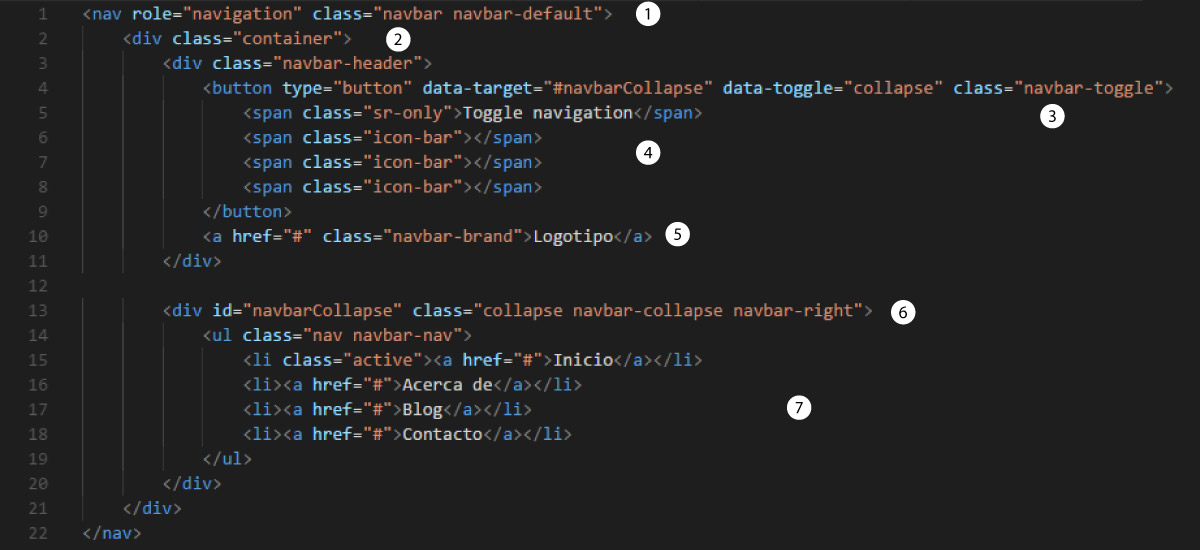 1 <nav role="navigation" class="navbar navbar-default"> 1
2 <div class="container"> 2
3 <div class="navbar-header">
4 <button type="button" data-target="#navbarCollapse" data-toggle="collapse" class="navbar-toggle">
5 <span class="sr-only">Toggle navigation</span> 3
6 <span class="icon-bar"></span>
7 <span class="icon-bar"></span> 4
8 <span class="icon-bar"></span>
9 </button>
10 <a href="#" class="navbar-brand">Logotipo</a> 5
11 </div>
12
13 <div id="navbarCollapse" class="collapse navbar-collapse navbar-right"> 6
14 <ul class="nav navbar-nav">
15 <li class="active"><a href="#">Inicio</a></li>
16 <li><a href="#">Acerca de</a></li>
17 <li><a href="#">Blog</a></li> 7
18 <li><a href="#">Contacto</a></li>
19 </ul>
20 </div>
21 </div>
22 </nav>